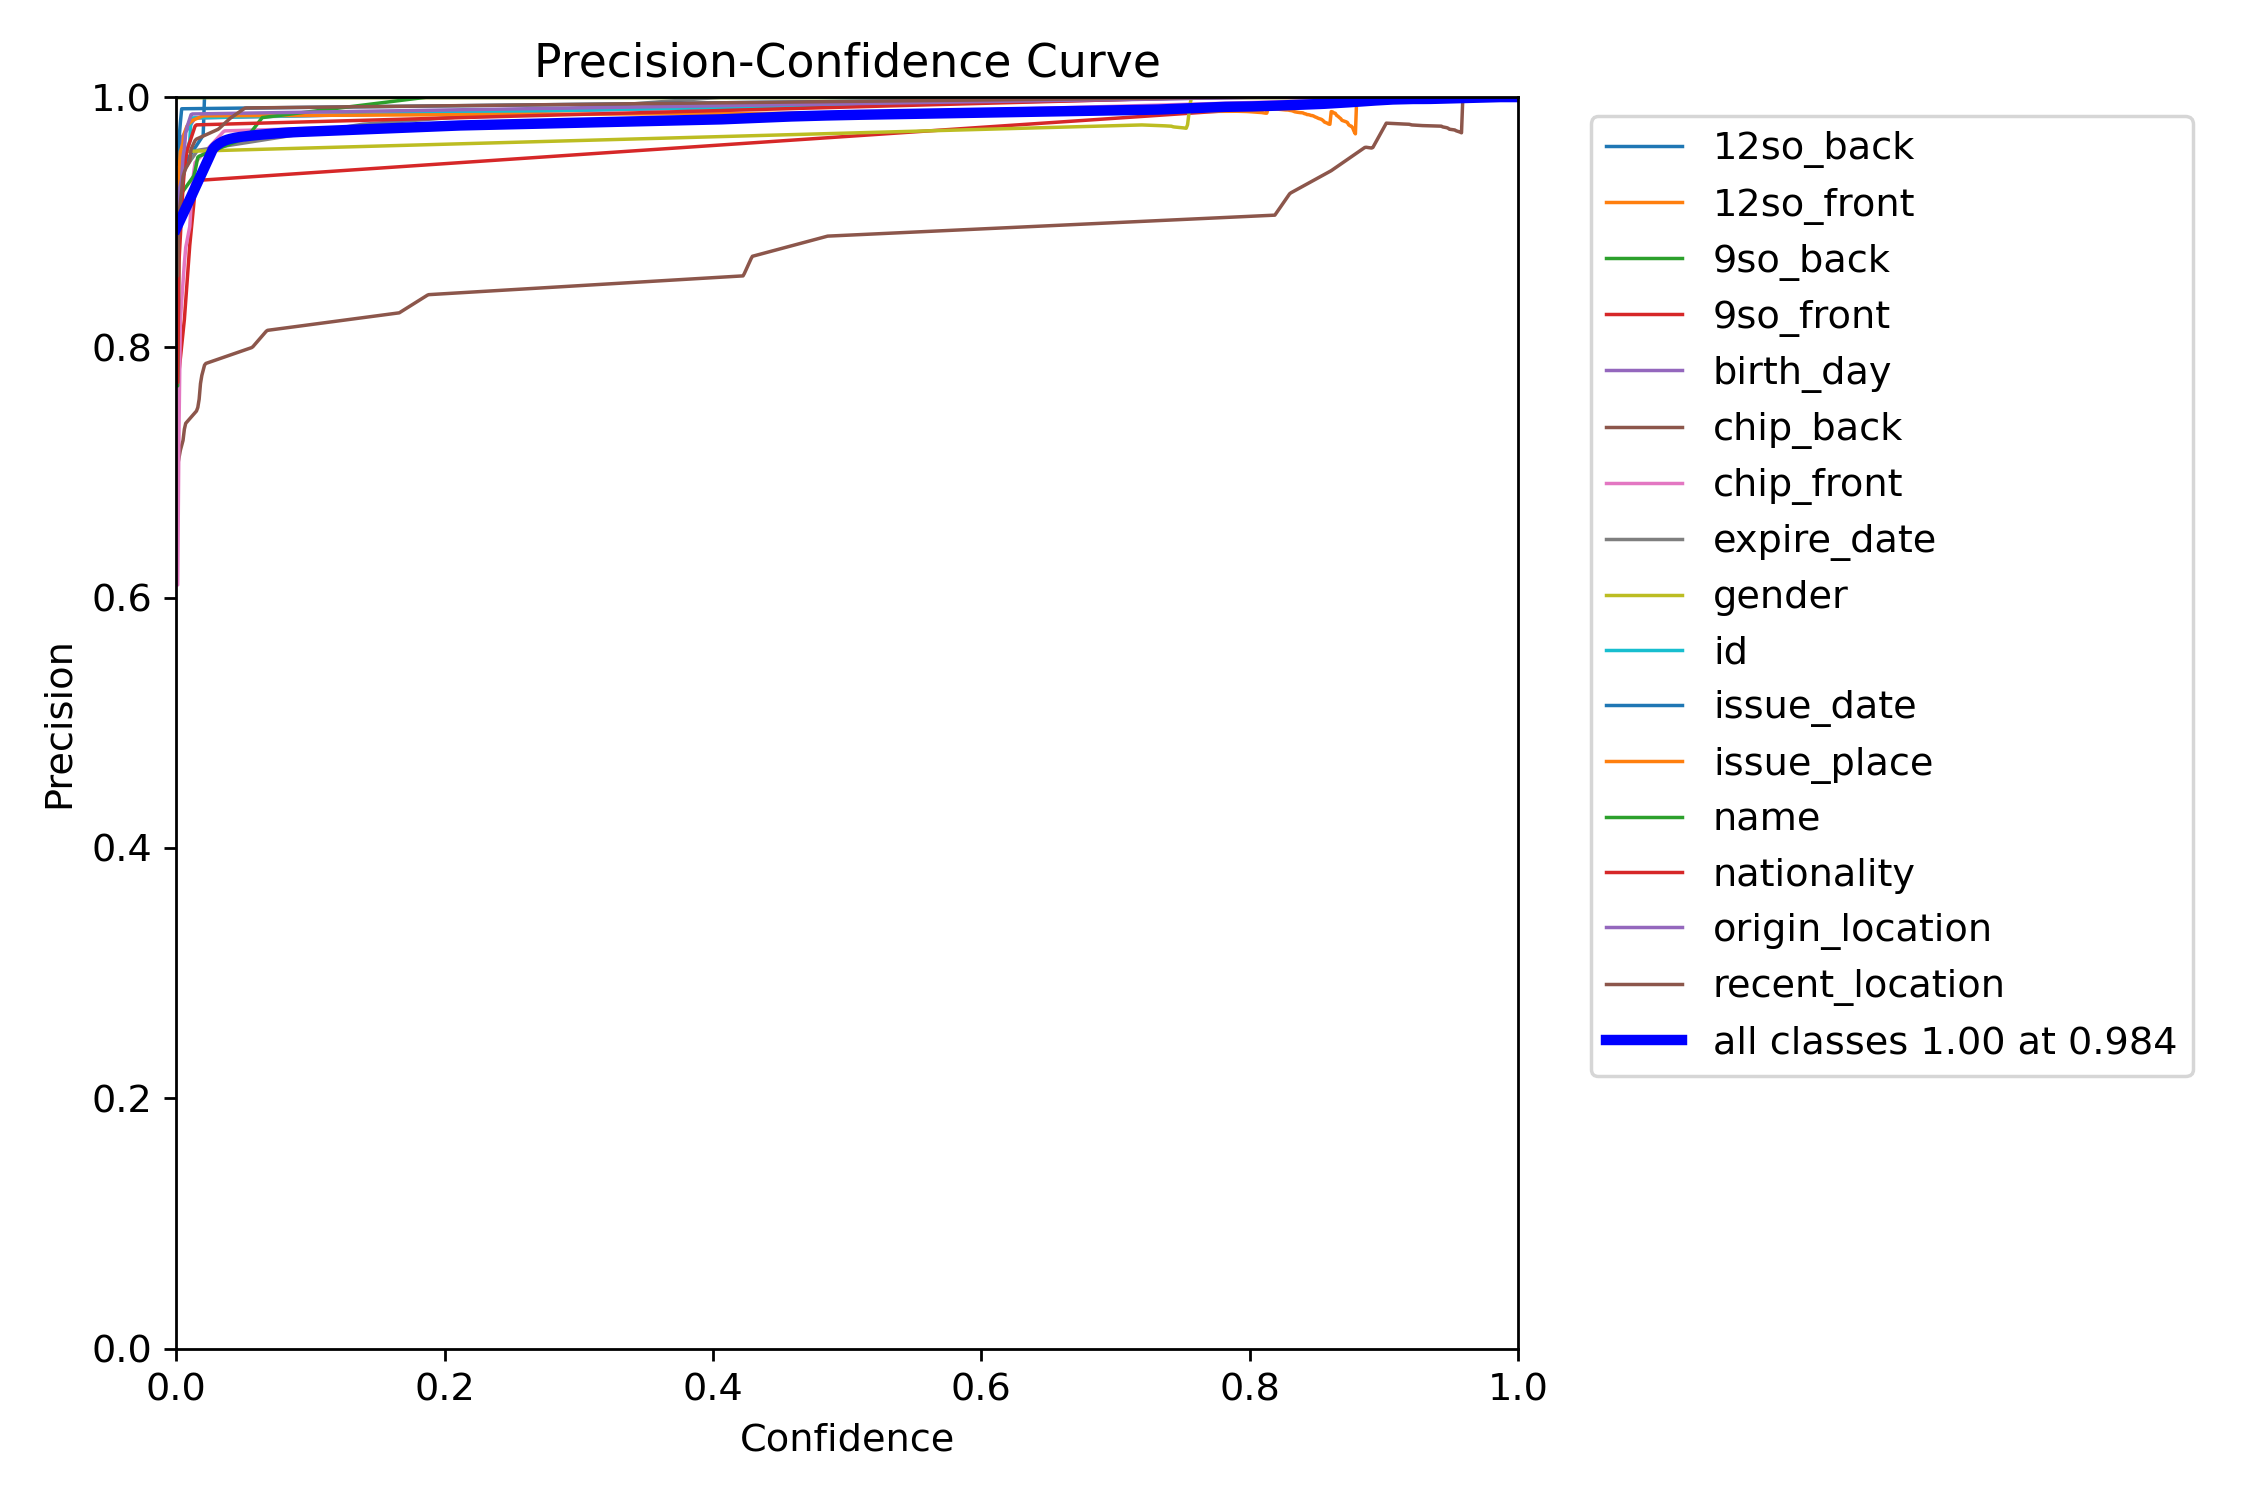 Precision-Confidence Curve
1.0
0.8
0.6
0.4
0.2
0.0
Precision
0.0 0.2 0.4 0.6 0.8 1.0
Confidence
12so_back
12so_front
9so_back
9so_front
birth_day
chip_back
chip_front
expire_date
gender
id
issue_date
issue_place
name
nationality
origin_location
recent_location
all classes 1.00 at 0.984